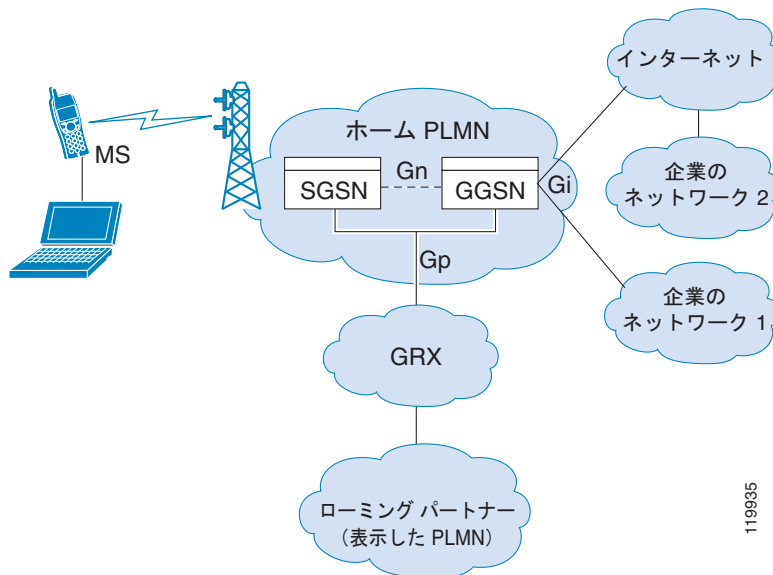 インターネット
ホーム PLMN
MS
SGSN
Gn
GGSN
Gi
企業の
ネットワーク 2
Gp
企業の
ネットワーク 1
GRX
ローミング パートナー
（表示した PLMN）
119935